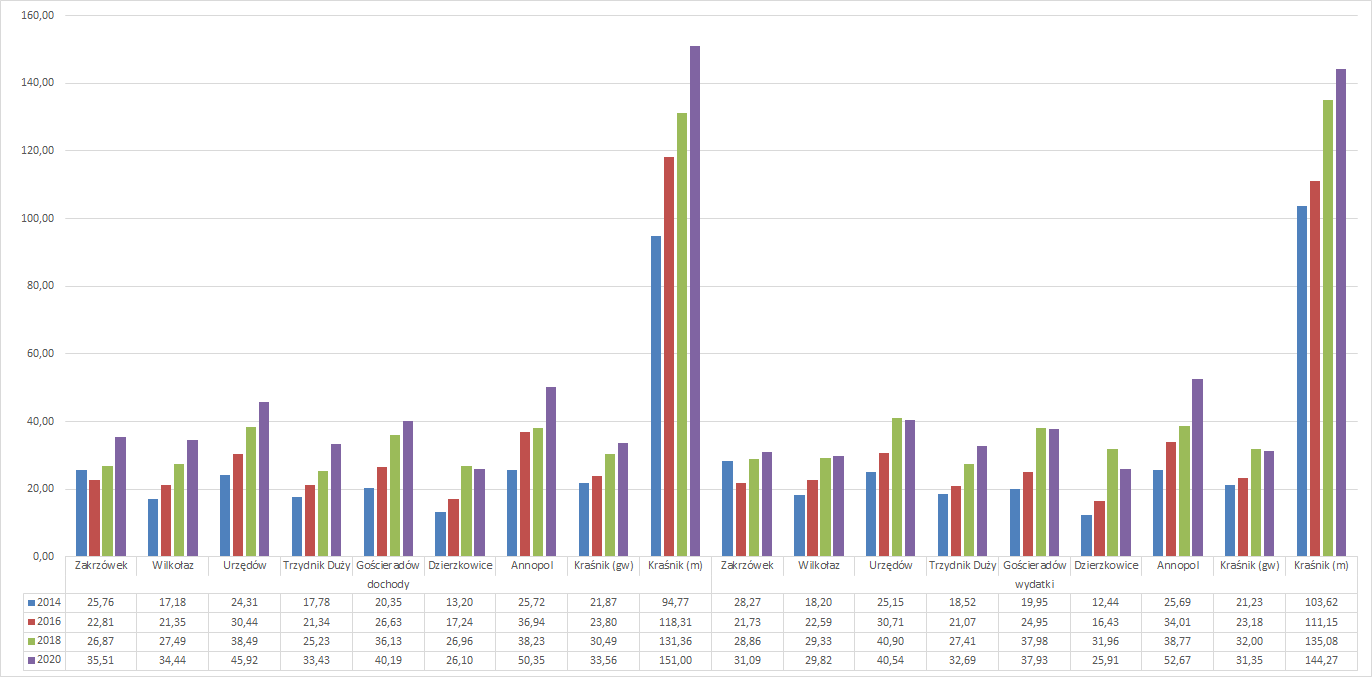 160,00
140,00
120,00
100,00
80,00
60,00
40,00
20,00
0,00
Zakrzówek Wilkołaz Urzędów Trzydnik Duży Gościeradów Dzierzkowice Annopol Kraśnik (gw) Kraśnik (m) Zakrzówek Wilkołaz Urzędów Trzydnik Duży Gościeradów Dzierzkowice Annopol Kraśnik (gw) Kraśnik (m)
dochody wydatki
2014 25,76 17,18 24,31 17,78 20,35 13,20 25,72 21,87 94,77 28,27 18,20 25,15 18,52 19,95 12,44 25,69 21,23 103,62
2016 22,81 21,35 30,44 21,34 26,63 17,24 36,94 23,80 118,31 21,73 22,59 30,71 21,07 24,95 16,43 34,01 23,18 111,15
2018 26,87 27,49 38,49 25,23 36,13 26,96 38,23 30,49 131,36 28,86 29,33 40,90 27,41 37,98 31,96 38,77 32,00 135,08
2020 35,51 34,44 45,92 33,43 40,19 26,10 50,35 33,56 151,00 31,09 29,82 40,54 32,69 37,93 25,91 52,67 31,35 144,27